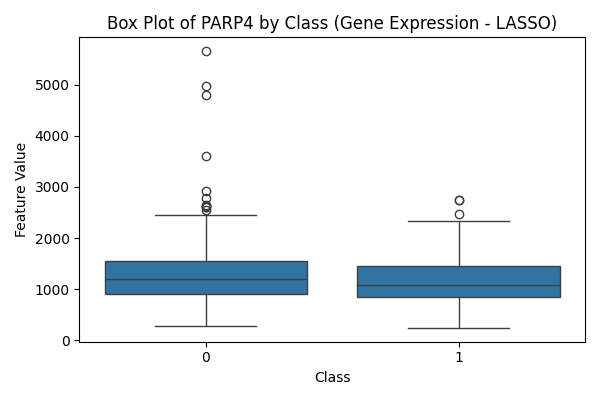 Box Plot of PARP4 by Class (Gene Expression - LASSO)
Feature Value
5000
4000
3000
2000
1000
0
0 1
Class